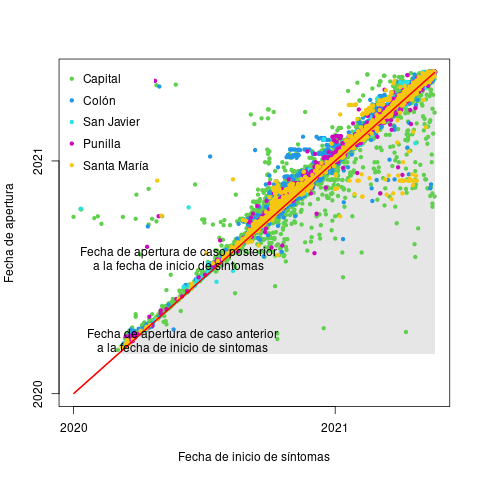 Capital
Colón
San Javier
Punilla
Santa María
Fecha de apertura de caso posterior
a la fecha de inicio de síntomas
Fecha de apertura de caso anterior
a la fecha de inicio de síntomas
2021
2020
Fecha de apertura
2020
2021
Fecha de inicio de síntomas